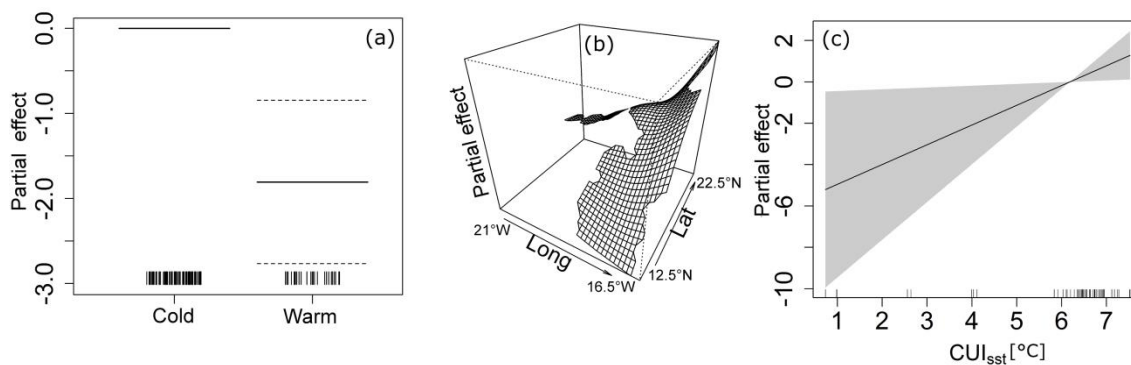 (a)
Partial effect
0.0
-1.0
-2.0
-3.0
Cold Warm
(b)
Partial effect
21°W
Long
16.5°W
12.5°N
Lat
22.5°N
(c)
Partial effect
2
0
-2
-6
-10
1 2 3 4 5 6 7
CUIsst [°C]